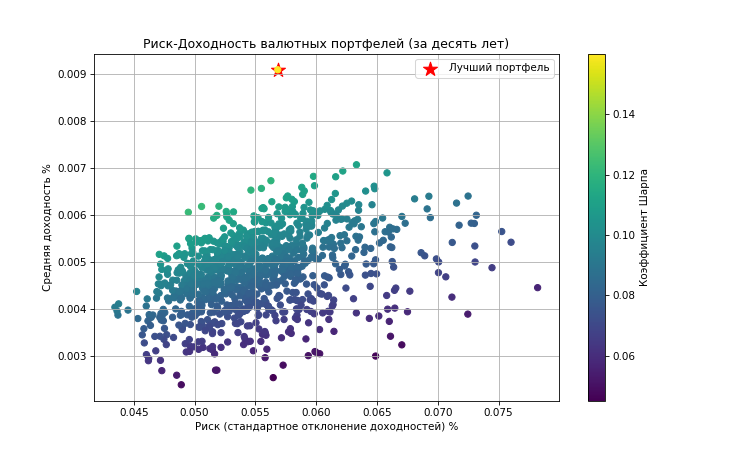 Риск-Доходность валютных портфелей (за десять лет)
Лучший портфель
0.009
0.008
0.007
0.006
0.005
0.004
0.003
Средняя доходность %
0.045 0.050 0.055 0.060 0.065 0.070 0.075
Риск (стандартное отклонение доходностей) %
0.14
0.12
0.10
0.08
0.06
Коэффициент Шарпа